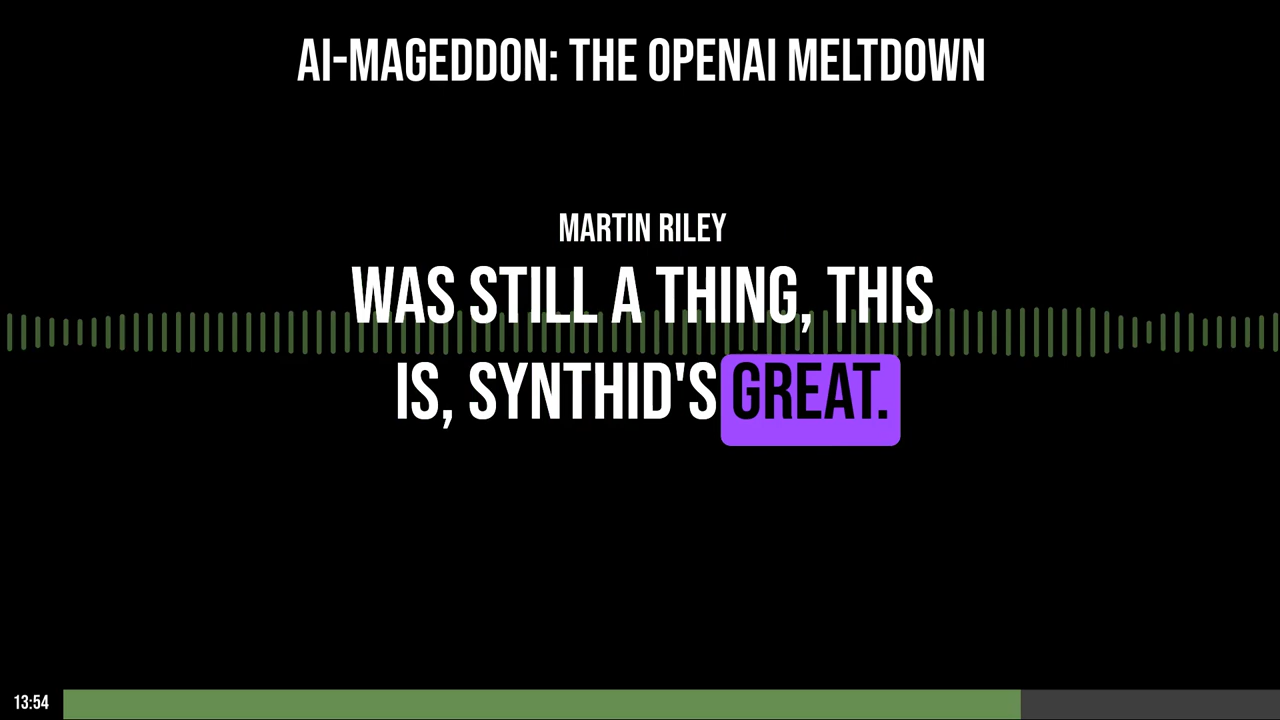 AI-MAGEDDON: THE OPENAI MELTDOWN
MARTIN RILEY
WAS STILL A THING, THIS
IS, SYNTHID'S GREAT.
13:54